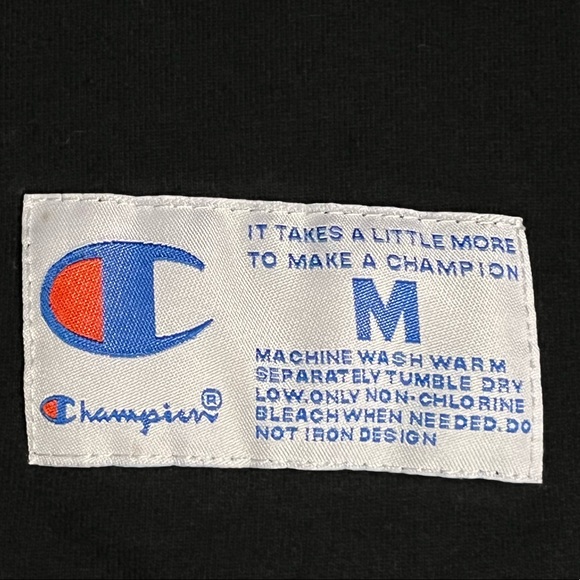 IT TAKES A LITTLE MORE
TO MAKE A CHAMPION
M
MACHINE WASH WARM
SEPARATELY TUMBLE DRY
LOW. ONLY NON-CHLORINE
BLEACH WHEN NEEDED. DO
NOT IRON DESIGN
Champion®